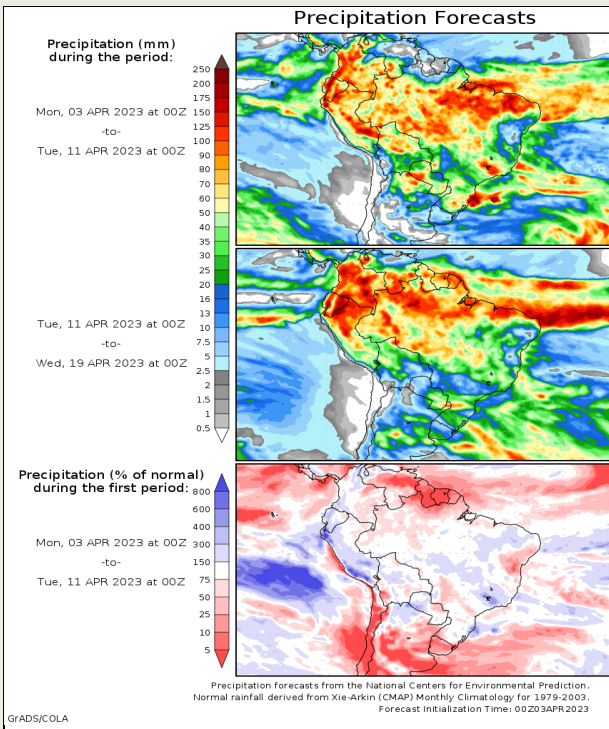 Precipitation Forecasts
Precipitation (mm)
during the period:
Mon, 03 APR 2023 at 00Z
-to-
Tue, 11 APR 2023 at 00Z
250
200
175
150
125
100
90
80
70
60
50
40
35
30
25
20
16
13
10
7.5
5
2.5
2
1.5
1
0.5
Tue, 11 APR 2023 at 00Z
-to-
Wed, 19 APR 2023 at 00Z
Precipitation (% of normal)
during the first period:
Mon, 03 APR 2023 at 00Z
-to-
Tue, 11 APR 2023 at 00Z
800
600
400
300
150
75
50
25
10
5
Precipitation forecasts from the National Centers for Environmental Prediction.
Normal rainfall derived from Xie-Arkin (CMAP) Monthly Climatology for 1979-2003.
Forecast Initialization Time: 00Z03APR2023
GrADS/COLA